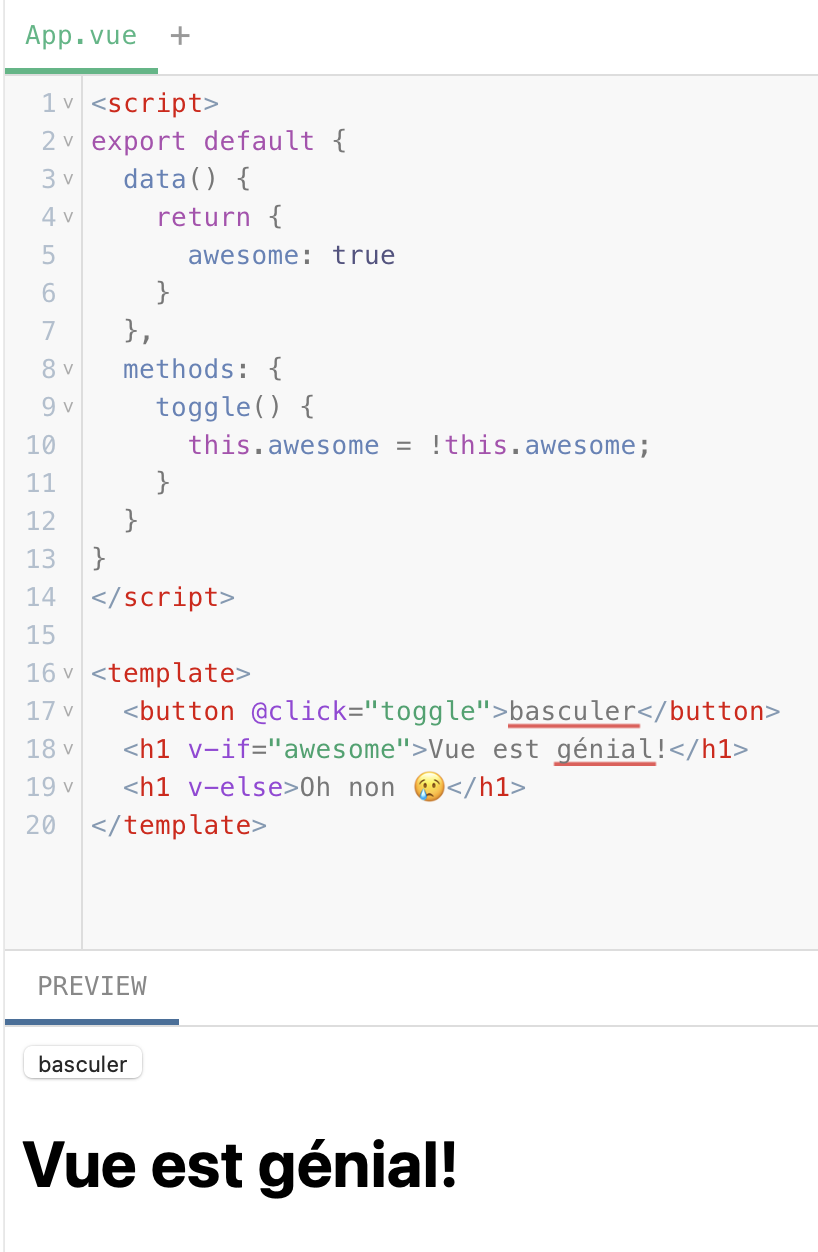 App.vue +
1 v <script>
2 v export default {
3 v   data() {
4 v     return {
5       awesome: true
6     }
7   },
8 v   methods: {
9 v     toggle() {
10       this.awesome = !this.awesome;
11     }
12   }
13 }
14 </script>
15
16 v <template>
17 v   <button @click="toggle">basculer</button>
18 v   <h1 v-if="awesome">Vue est génial!</h1>
19 v   <h1 v-else>Oh non 😢</h1>
20 </template>
PREVIEW
basculer
Vue est génial!